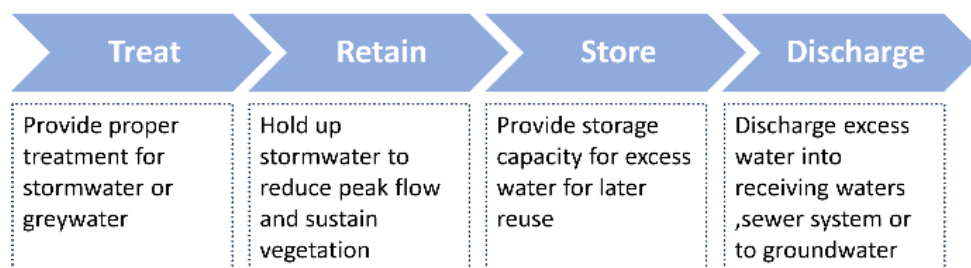 Treat
Retain
Store
Discharge
Provide proper
treatment for
stormwater or
greywater
Hold up
stormwater to
reduce peak flow
and sustain
vegetation
Provide storage
capacity for excess
water for later
reuse
Discharge excess
water into
receiving waters
,sewer system or
to groundwater